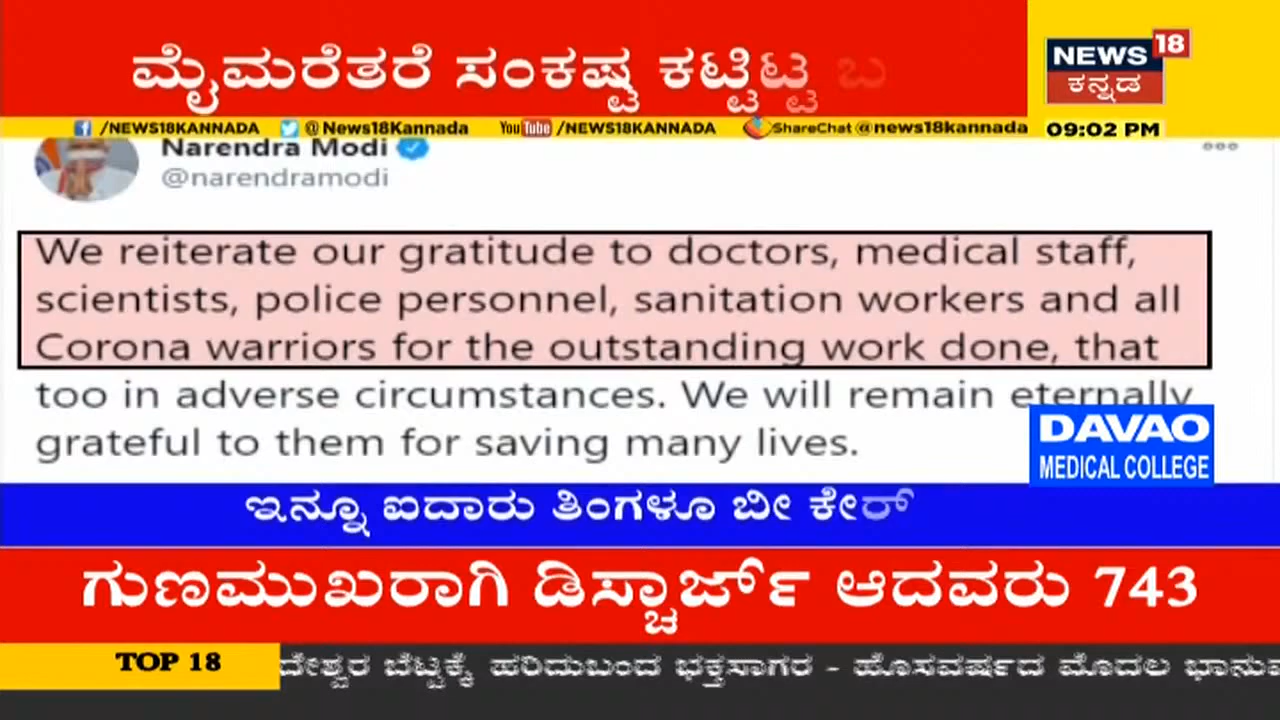 ಮೈಮರೆತರೆ ಸಂಕಷ್ಟ ಕಟ್ಟಿಟ್ಟ ಬ
NEWS 18
ಕನ್ನಡ
/NEWS18KANNADA @News18Kannada YouTube /NEWS18KANNADA ShareChat @news18kannada
09:02 PM
Narendra Modi
@narendramodi
We reiterate our gratitude to doctors, medical staff,
scientists, police personnel, sanitation workers and all
Corona warriors for the outstanding work done, that
too in adverse circumstances. We will remain eternally
grateful to them for saving many lives.
DAVAO
MEDICAL COLLEGE
ಇನ್ನೂ ಐದಾರು ತಿಂಗಳೂ ಬೀ ಕೇರ್
ಗುಣಮುಖರಾಗಿ ಡಿಸ್ಚಾರ್ಜ್ ಆದವರು 743
TOP 18
ದೇಶ್ವರ ಬೆಟ್ಟಕ್ಕೆ ಹರಿದುಬಂದ ಭಕ್ತಸಾಗರ - ಹೊಸವರ್ಷದ ಮೊದಲ ಭಾನು